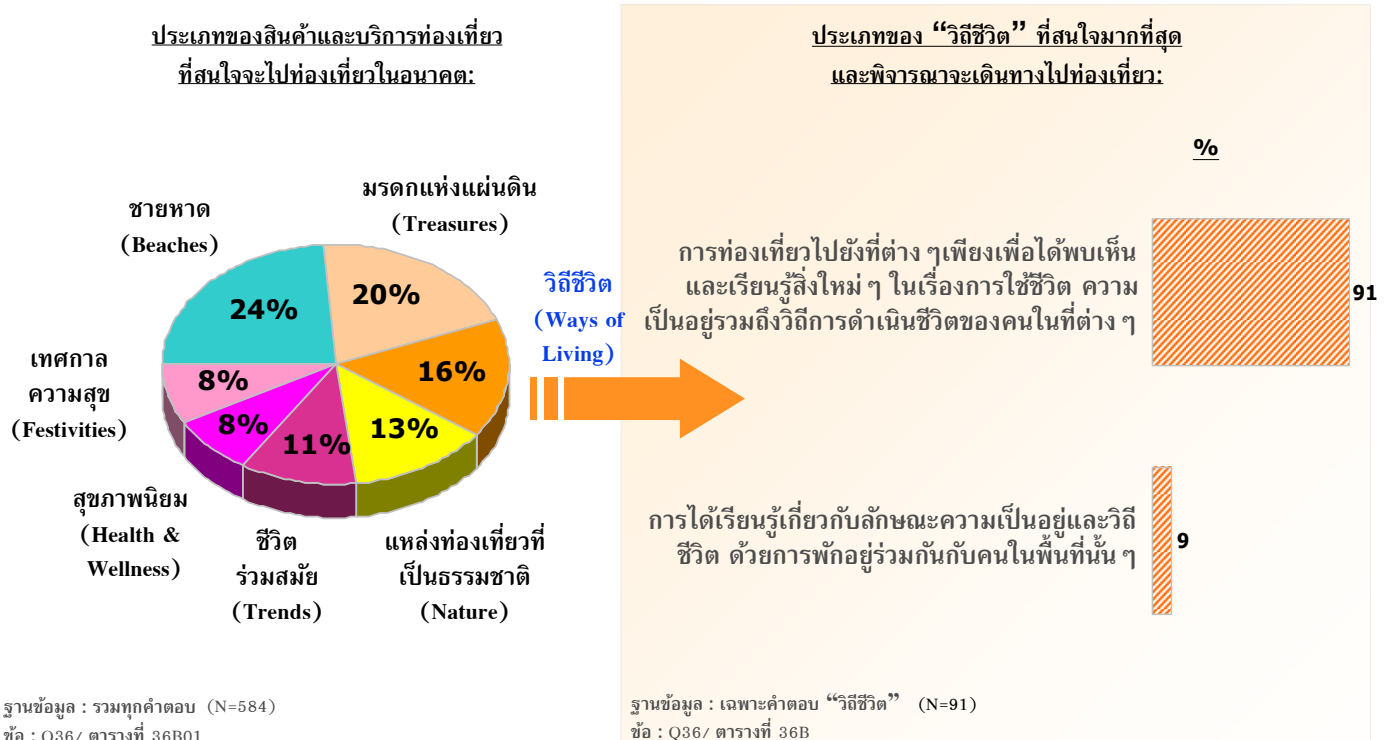 ประเภทของสินค้าและบริการท่องเที่ยว
ที่สนใจจะไปท่องเที่ยวในอนาคต:
มรดกแห่งแผ่นดิน
(Treasures)
ชายหาด
(Beaches)
24%
20%
วิถีชีวิต
(Ways of
Living)
16%
เทศกาล
ความสุข
(Festivities)
8%
8%
11%
13%
สุขภาพนิยม
(Health &
Wellness)
ชีวิต
ร่วมสมัย
(Trends)
แหล่งท่องเที่ยวที่
เป็นธรรมชาติ
(Nature)
ฐานข้อมูล : รวมทุกคำตอบ (N=584)
ข้อ : Q36/ ตารางที่ 36B01
ประเภทของ “วิถีชีวิต” ที่สนใจมากที่สุด
และพิจารณาจะเดินทางไปท่องเที่ยว:
%
การท่องเที่ยวไปยังที่ต่าง ๆเพียงเพื่อได้พบเห็น
และเรียนรู้สิ่งใหม่ ๆ ในเรื่องการใช้ชีวิต ความ
เป็นอยู่รวมถึงวิถีการดำเนินชีวิตของคนในที่ต่าง ๆ
91
การได้เรียนรู้เกี่ยวกับลักษณะความเป็นอยู่และวิถี
ชีวิต ด้วยการพักอยู่ร่วมกันกับคนในพื้นที่นั้น ๆ
9
ฐานข้อมูล : เฉพาะคำตอบ “วิถีชีวิต” (N=91)
ข้อ : Q36/ ตารางที่ 36B